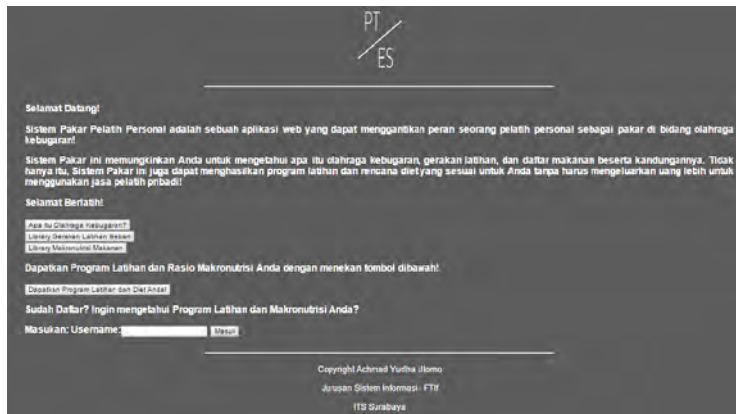 PT
ES
Selamat Datang!
Sistem Pakar Pelatih Personal adalah sebuah aplikasi web yang dapat menggantikan peran seorang pelatih personal sebagai pakar di bidang olahraga
kebugaran!
Sistem Pakar ini memungkinkan Anda untuk mengetahui apa itu olahraga kebugaran, gerakan latihan, dan daftar makanan beserta kandungannya. Tidak
hanya itu, Sistem Pakar ini juga dapat menghasilkan program latihan dan rencana diet yang sesuai untuk Anda tanpa harus mengeluarkan uang lebih untuk
menggunakan jasa pelatih pribadi!
Selamat Berlatih!
Apa Itu Olahraga Kebugaran?
Library Gerakan Latihan Beban
Library Makronutrisi Makanan
Dapatkan Program Latihan dan Rasio Makronutrisi Anda dengan menekan tombol dibawah!
Dapatkan Program Latihan dan Diet Anda!
Sudah Daftar? Ingin mengetahui Program Latihan dan Makronutrisi Anda?
Masukan: Username: Masuk
Copyright Achmad Yudha Utomo
Jurusan Sistem Informasi - FTIf
ITS Surabaya